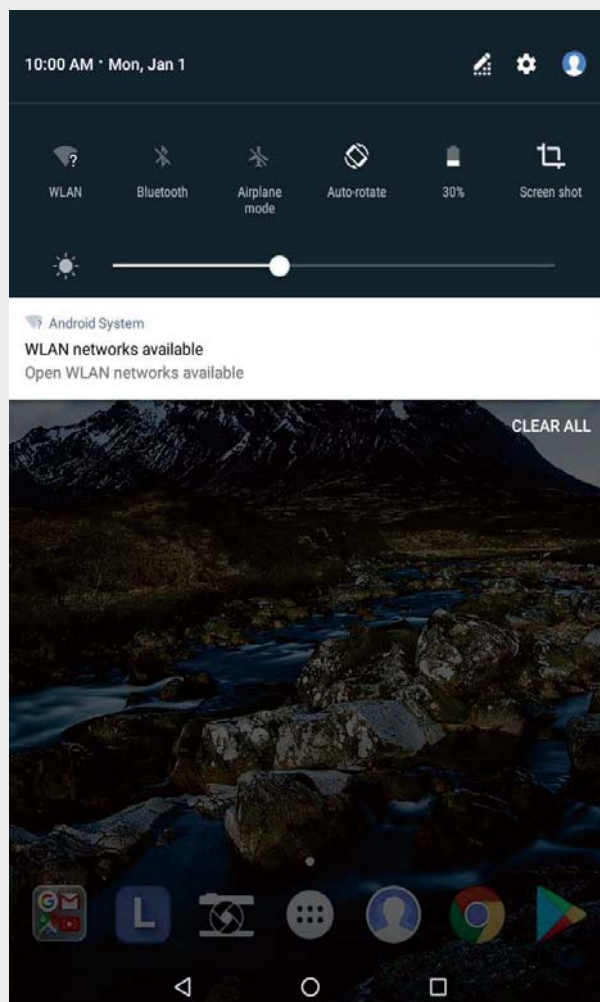 10:00 AM · Mon, Jan 1
WLAN
Bluetooth
Airplane
mode
Auto-rotate
30%
Screen shot
Android System
WLAN networks available
Open WLAN networks available
CLEAR ALL
G
L